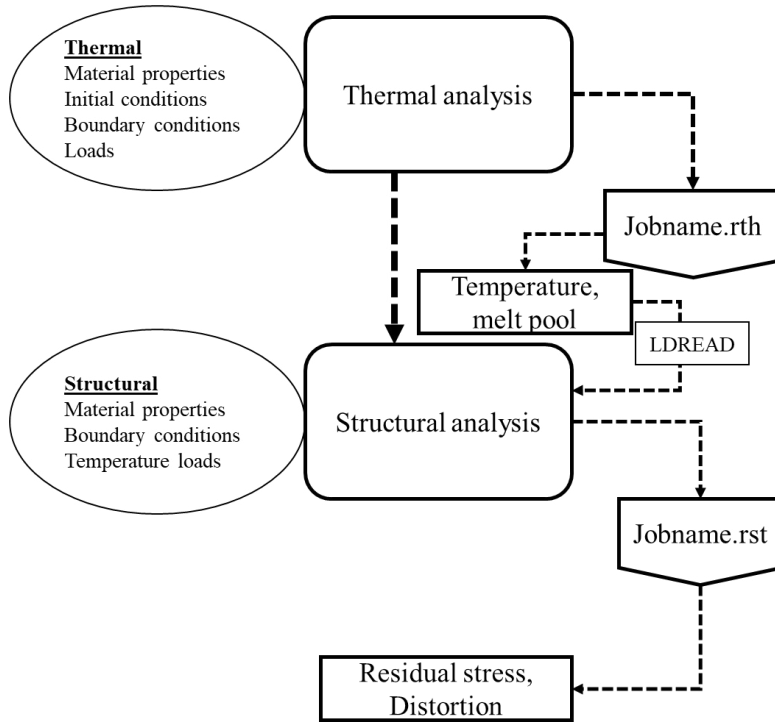 Thermal
Material properties
Initial conditions
Boundary conditions
Loads
Thermal analysis
Jobname.rth
Temperature,
melt pool
LDREAD
Structural
Material properties
Boundary conditions
Temperature loads
Structural analysis
Jobname.rst
Residual stress,
Distortion